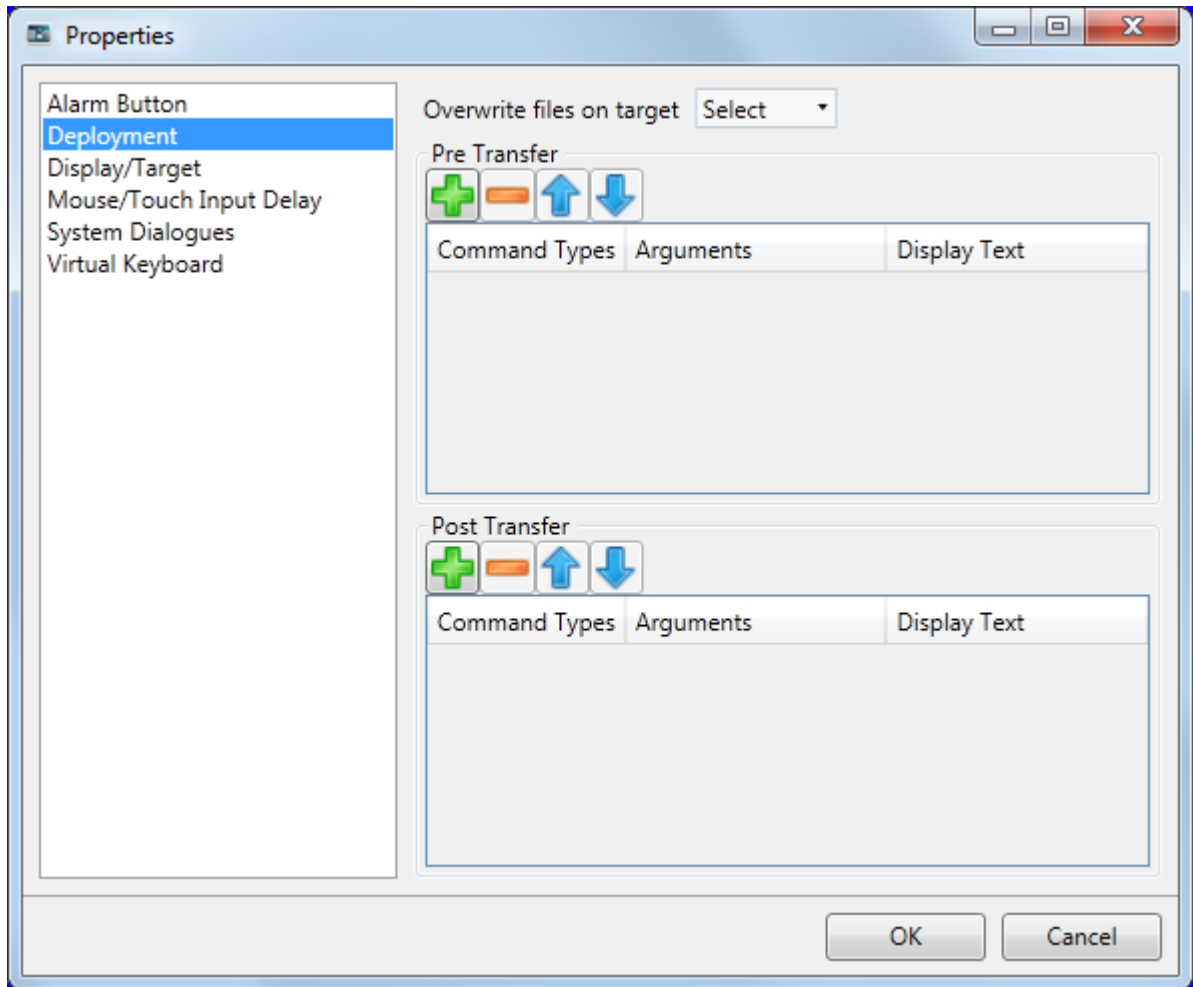 Properties
Alarm Button
Deployment
Display/Target
Mouse/Touch Input Delay
System Dialogues
Virtual Keyboard
Overwrite files on target Select
Pre Transfer
Command Types Arguments Display Text
Post Transfer
Command Types Arguments Display Text
OK Cancel